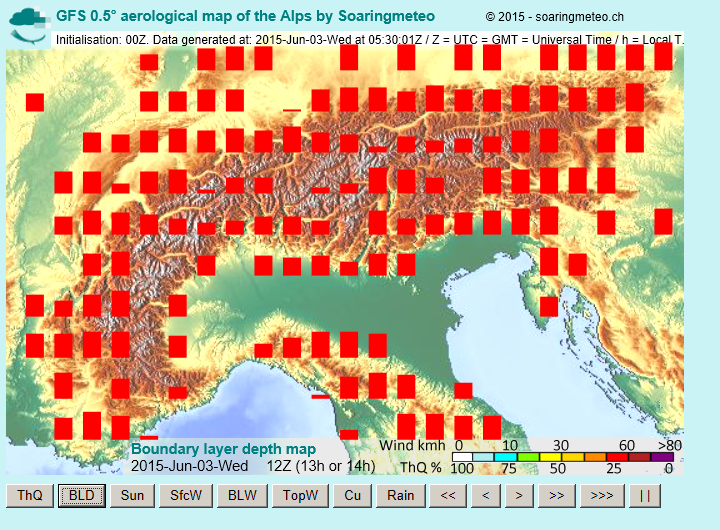 GFS 0.5° aerological map of the Alps by Soaringmeteo © 2015 - soaringmeteo.ch
Initialisation: 00Z. Data generated at: 2015-Jun-03-Wed at 05:30:01Z / Z = UTC = GMT = Universal Time / h = Local T.
Boundary layer depth map
2015-Jun-03-Wed 12Z (13h or 14h)
Wind kmh 0 10 30 60 >80
ThQ % 100 75 50 25 0
ThQ BLD Sun SfcW BLW TopW Cu Rain << < > >> >>> | |